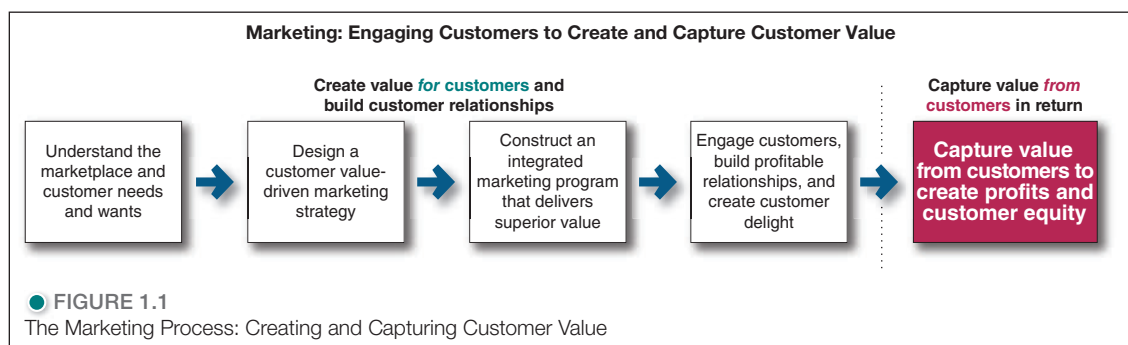 Marketing: Engaging Customers to Create and Capture Customer Value
Create value for customers and
build customer relationships
Capture value from
customers in return
Understand the
marketplace and
customer needs
and wants
Design a
customer value-
driven marketing
strategy
Construct an
integrated
marketing program
that delivers
superior value
Engage customers,
build profitable
relationships, and
create customer
delight
Capture value
from customers to
create profits and
customer equity
FIGURE 1.1
The Marketing Process: Creating and Capturing Customer Value